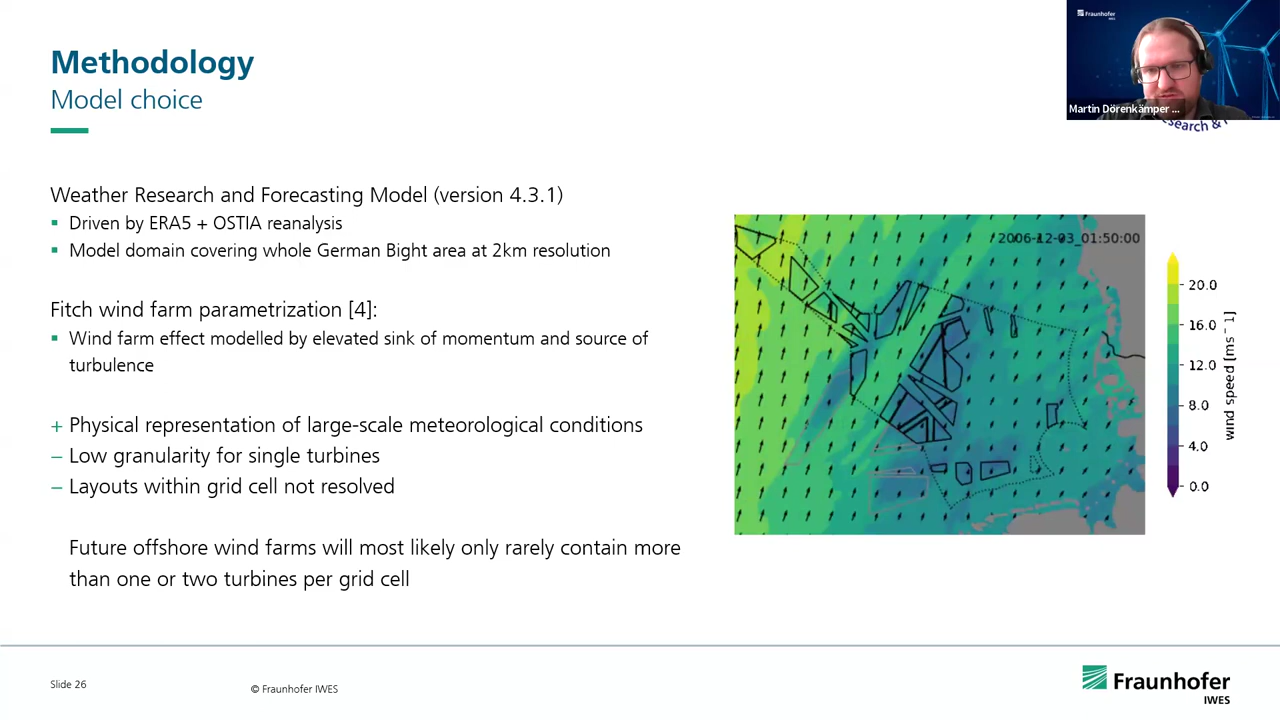 Methodology
Model choice
Fraunhofer
IWES
Martin Dörenkämper ...
search &
Weather Research and Forecasting Model (version 4.3.1)
▪ Driven by ERA5 + OSTIA reanalysis
▪ Model domain covering whole German Bight area at 2km resolution
Fitch wind farm parametrization [4]:
▪ Wind farm effect modelled by elevated sink of momentum and source of
turbulence
+ Physical representation of large-scale meteorological conditions
– Low granularity for single turbines
– Layouts within grid cell not resolved
Future offshore wind farms will most likely only rarely contain more
than one or two turbines per grid cell
2006-12-03_01:50:00
20.0
16.0
12.0
8.0
4.0
0.0
wind speed [ms⁻1]
Slide 26
© Fraunhofer IWES
Fraunhofer
IWES